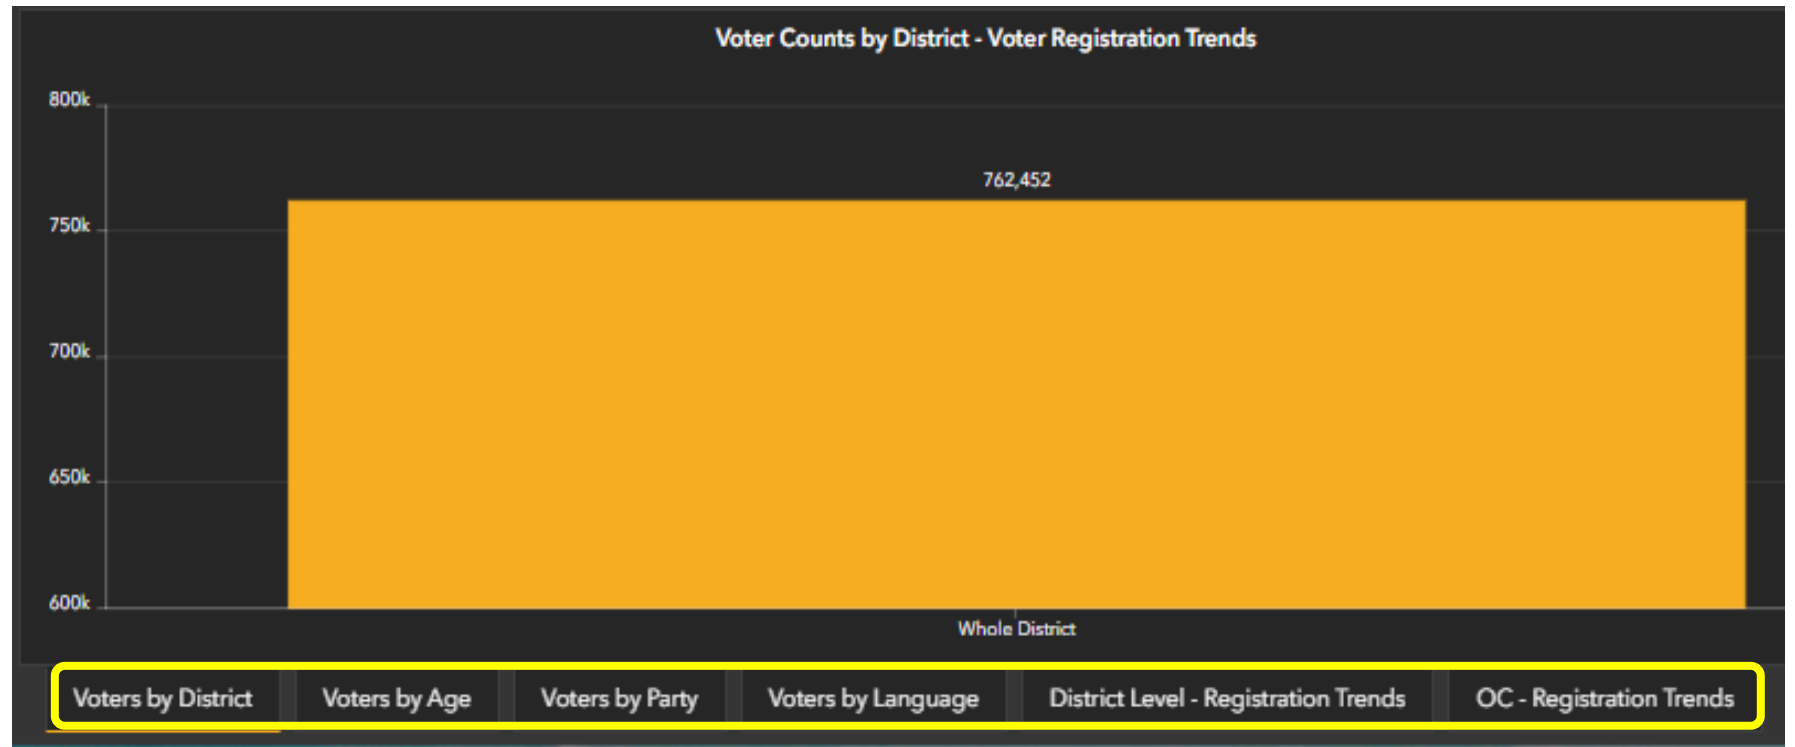 Voter Counts by District - Voter Registration Trends
800k
762,452
750k
700k
650k
600k
Whole District
Voters by District Voters by Age Voters by Party Voters by Language District Level - Registration Trends OC - Registration Trends